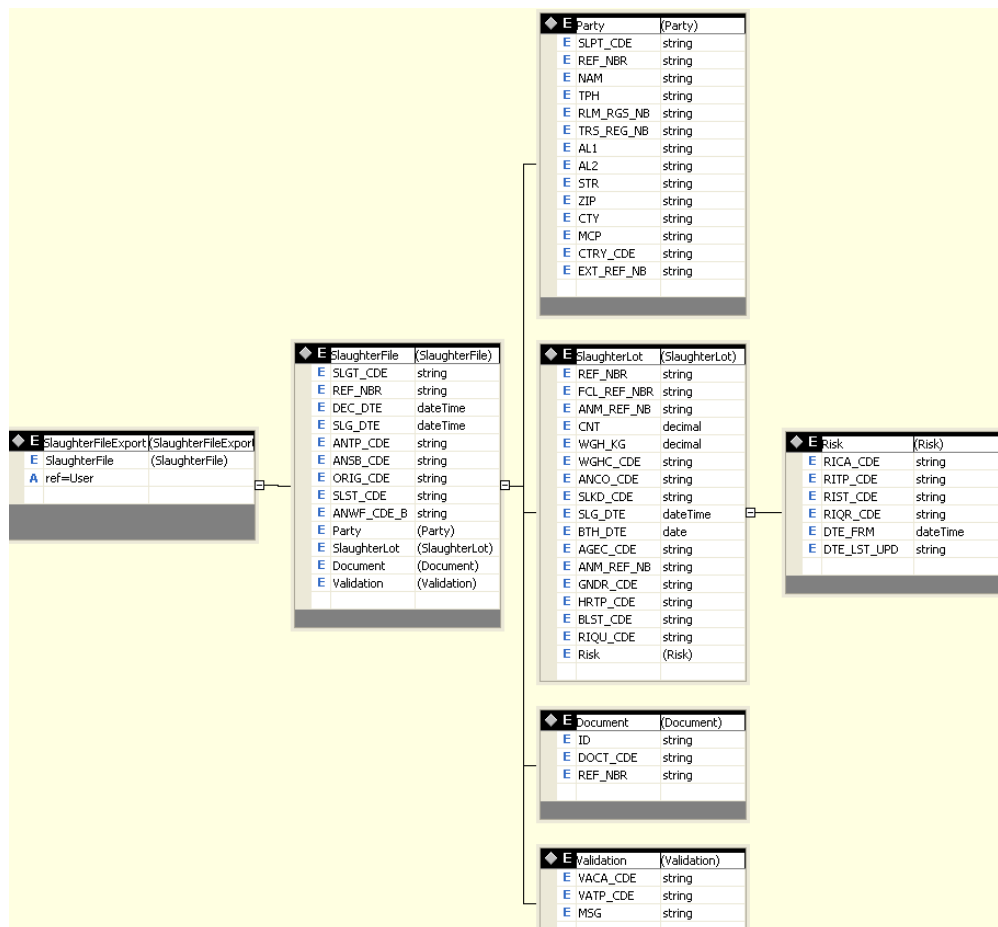 E Party (Party)
E SLPT_CDE string
E REF_NBR string
E NAM string
E TPH string
E RLM_RGS_NB string
E TRS_REG_NB string
E AL1 string
E AL2 string
E STR string
E ZIP string
E CTY string
E MCP string
E CTRY_CDE string
E EXT_REF_NB string
E SlaughterFileExport (SlaughterFileExport
E SlaughterFile (SlaughterFile)
A ref=User
E SlaughterFile (SlaughterFile)
E SLGT_CDE string
E REF_NBR string
E DEC_DTE dateTime
E SLG_DTE dateTime
E ANTP_CDE string
E ANSB_CDE string
E ORIG_CDE string
E SLST_CDE string
E ANWF_CDE_B string
E Party (Party)
E SlaughterLot (SlaughterLot)
E Document (Document)
E Validation (Validation)
E SlaughterLot (SlaughterLot)
E REF_NBR string
E FCL_REF_NBR string
E ANM_REF_NB string
E CNT decimal
E WGH_KG decimal
E WGHC_CDE string
E ANCO_CDE string
E SLKD_CDE string
E SLG_DTE dateTime
E BTH_DTE date
E AGEC_CDE string
E ANM_REF_NB string
E GNDR_CDE string
E HRTP_CDE string
E BLST_CDE string
E RIQU_CDE string
E Risk (Risk)
E Risk (Risk)
E RICA_CDE string
E RITP_CDE string
E RIST_CDE string
E RIQR_CDE string
E DTE_FRM dateTime
E DTE_LST_UPD string
E Document (Document)
E ID string
E DOCT_CDE string
E REF_NBR string
E Validation (Validation)
E VACA_CDE string
E VATP_CDE string
E MSG string